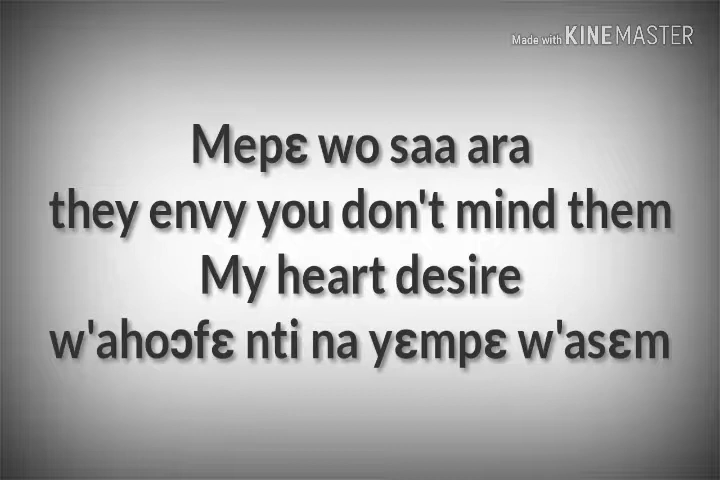 Made with KINEMASTER
Mepɛ wo saa ara
they envy you don't mind them
My heart desire
w'ahoɔfɛ nti na yɛmpɛ w'asɛm